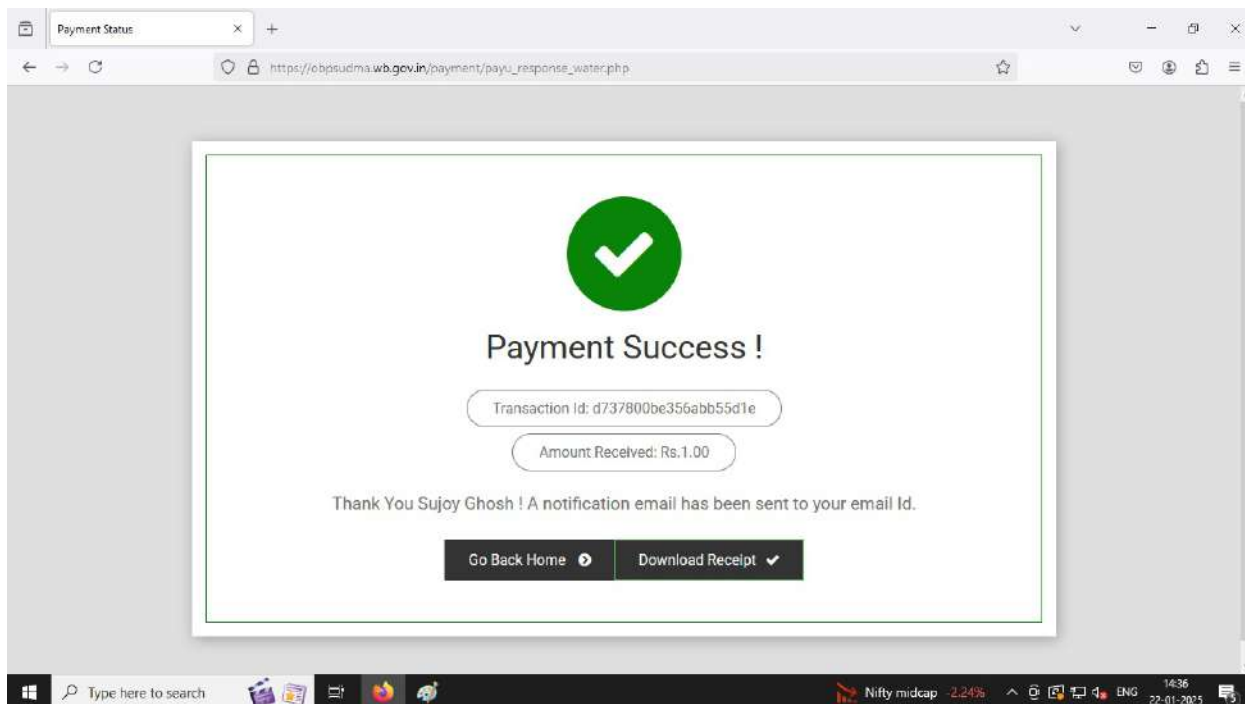 Payment Status
https://obpsudma.wb.gov.in/payment/payu_response_water.php
Payment Success !
Transaction Id: d737800be356abb55d1e
Amount Received: Rs.1.00
Thank You Sujoy Ghosh ! A notification email has been sent to your email Id.
Go Back Home
Download Receipt
Type here to search
Nifty midcap -2.24%
ENG
14:36
22-01-2025